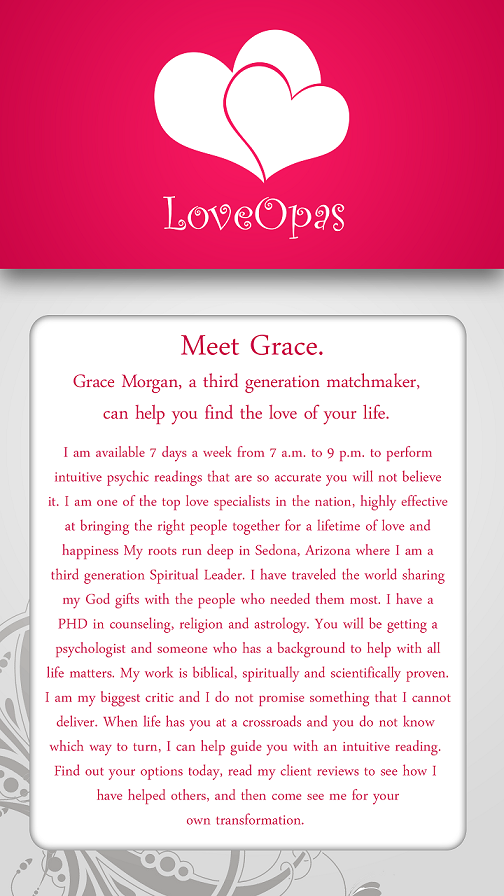 LoveOpas
Meet Grace.
Grace Morgan, a third generation matchmaker,
can help you find the love of your life.
I am available 7 days a week from 7 a.m. to 9 p.m. to perform
intuitive psychic readings that are so accurate you will not believe
it. I am one of the top love specialists in the nation, highly effective
at bringing the right people together for a lifetime of love and
happiness My roots run deep in Sedona, Arizona where I am a
third generation Spiritual Leader. I have traveled the world sharing
my God gifts with the people who needed them most. I have a
PHD in counseling, religion and astrology. You will be getting a
psychologist and someone who has a background to help with all
life matters. My work is biblical, spiritually and scientifically proven.
I am my biggest critic and I do not promise something that I cannot
deliver. When life has you at a crossroads and you do not know
which way to turn, I can help guide you with an intuitive reading.
Find out your options today, read my client reviews to see how I
have helped others, and then come see me for your
own transformation.